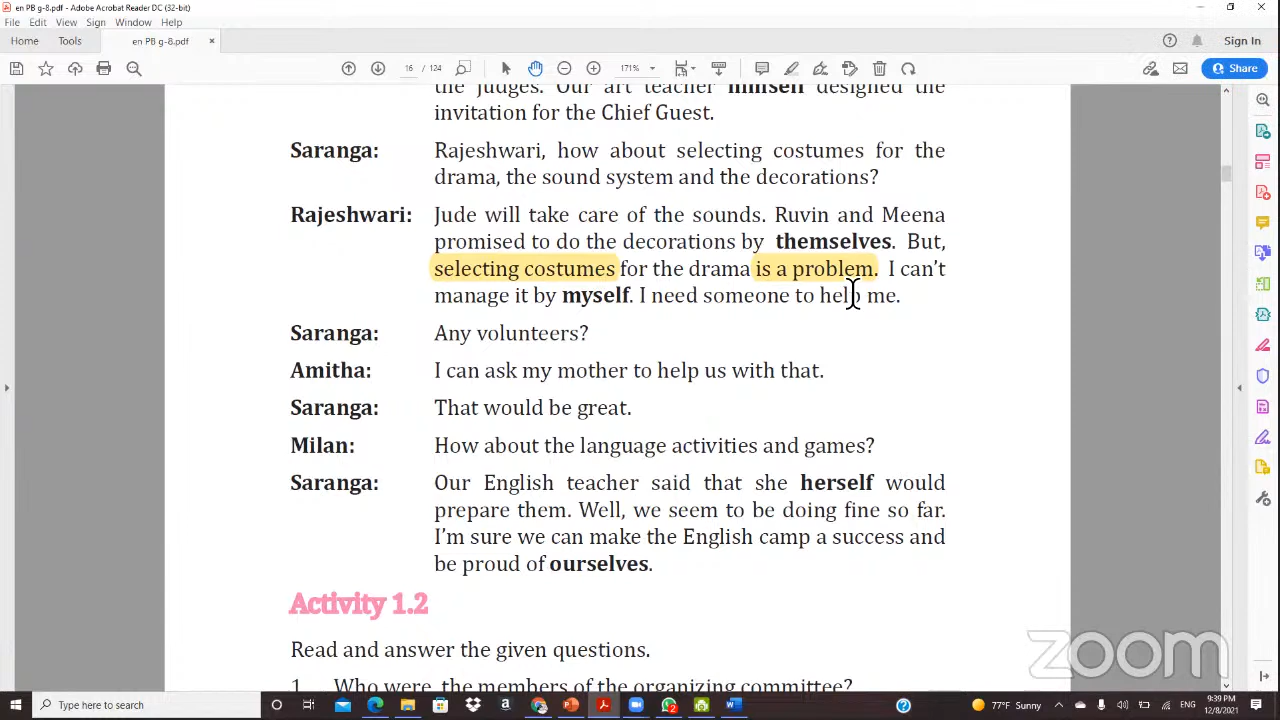 en PB g-8.pdf - Adobe Acrobat Reader DC (32-bit)
File Edit View Sign Window Help
Home Tools en PB g-8.pdf × Sign In
16 / 124 171% Share
the judges. Our art teacher himself designed the
invitation for the Chief Guest.
Saranga: Rajeshwari, how about selecting costumes for the
drama, the sound system and the decorations?
Rajeshwari: Jude will take care of the sounds. Ruvin and Meena
promised to do the decorations by themselves. But,
selecting costumes for the drama is a problem. I can't
manage it by myself. I need someone to help me.
Saranga: Any volunteers?
Amitha: I can ask my mother to help us with that.
Saranga: That would be great.
Milan: How about the language activities and games?
Saranga: Our English teacher said that she herself would
prepare them. Well, we seem to be doing fine so far.
I'm sure we can make the English camp a success and
be proud of ourselves.
Activity 1.2
Read and answer the given questions.
1. Who were, the members of the organizing committee?
zoom
Type here to search
77°F Sunny
9:39 PM
12/8/2021